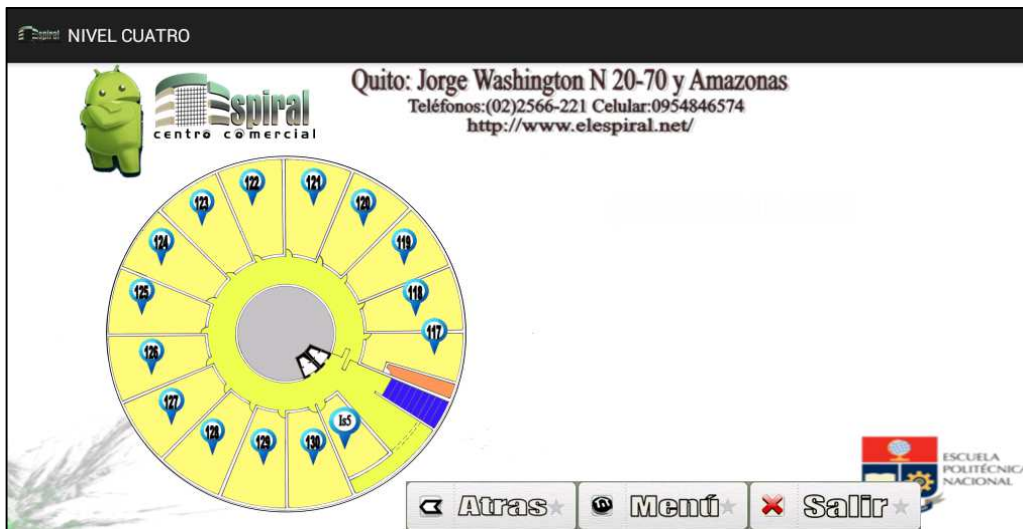 Espiral NIVEL CUATRO
Espiral
centro comercial
Quito: Jorge Washington N 20-70 y Amazonas
Teléfonos:(02)2566-221 Celular:0954846574
http://www.elespiral.net/
122
121
123
120
124
119
125
118
117
126
127
128
129
130
Is5
ESCUELA
POLITÉCNICA
NACIONAL
Atras
Menú
Salir